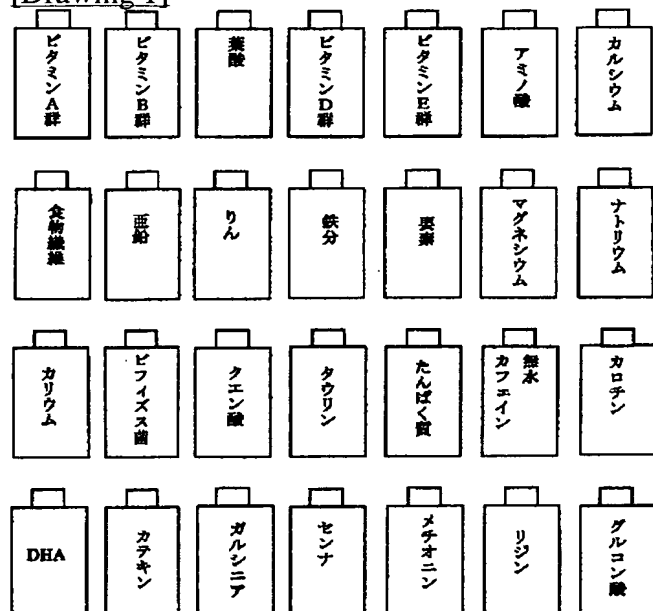 [Drawing 1]
ビタミンA群
ビタミンB群
葉酸
ビタミンD群
ビタミンE群
アミノ酸
カルシウム
食物繊維
亜鉛
りん
鉄分
マグネシウム
ナトリウム
カリウム
ビフィズス菌
クエン酸
タウリン
たんぱく質
無水
カフェイン
カロチン
DHA
カテキン
ガルシニア
センナ
メチオニン
リジン
グルコン酸